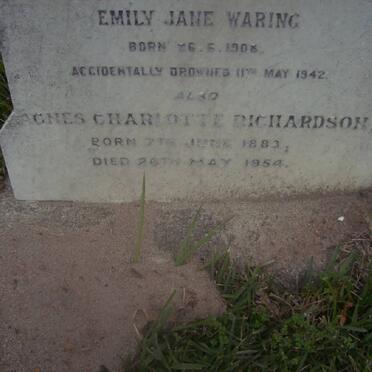 EMILY JANE WARING
BORN 26.6.1908.
ACCIDENTALLY DROWNED 11TH MAY 1942.
ALSO
AGNES CHARLOTTE RICHARDSON,
BORN 7TH JUNE 1883,
DIED 26TH MAY 1954.